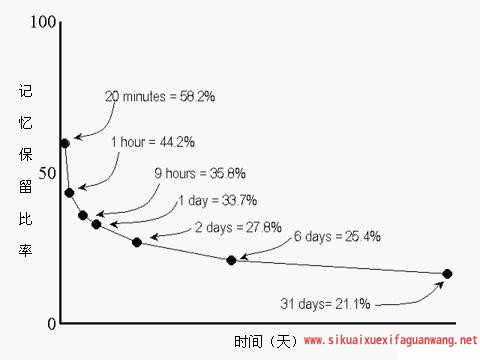 100
20 minutes = 58.2%
1 hour = 44.2%
9 hours = 35.8%
1 day = 33.7%
2 days = 27.8%
6 days = 25.4%
31 days= 21.1%
50
0
记忆保留比率
时间（天）
www.sikuaixuexifaguanwang.net